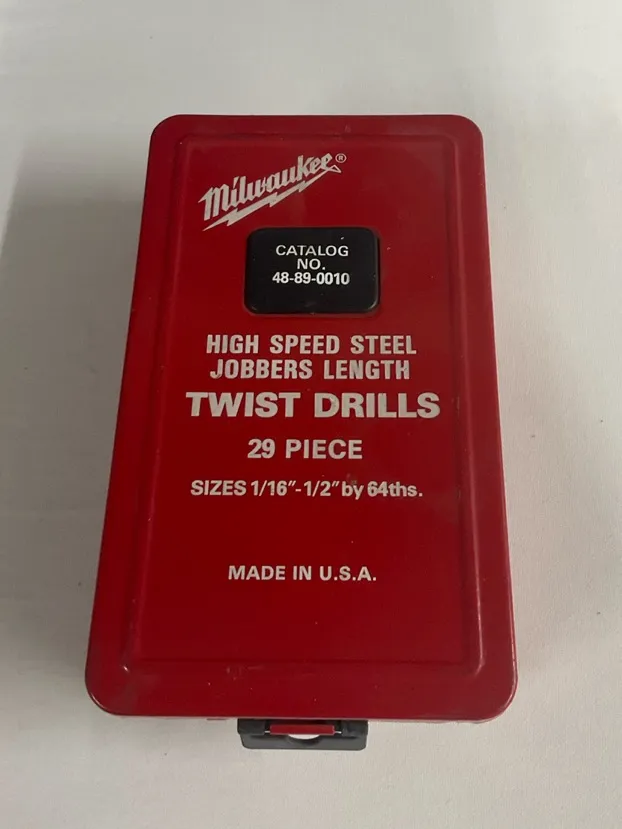 Milwaukee®
CATALOG
NO.
48-89-0010
HIGH SPEED STEEL
JOBBERS LENGTH
TWIST DRILLS
29 PIECE
SIZES 1/16"-1/2" by 64ths.
MADE IN U.S.A.